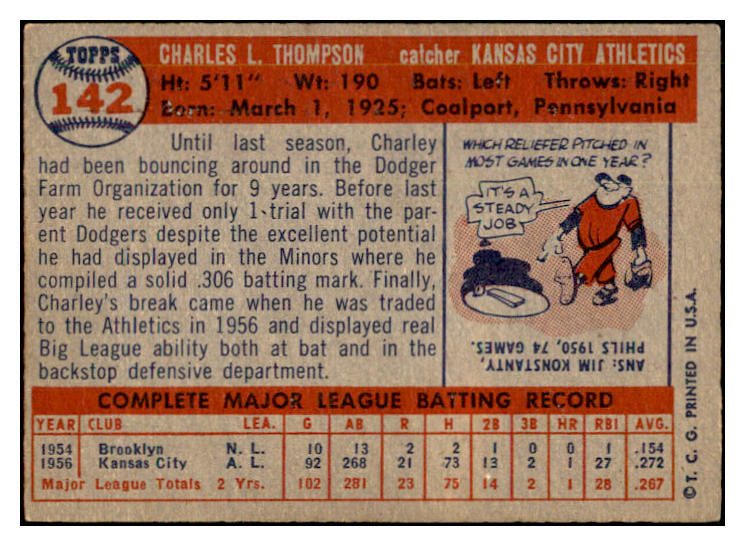 TOPPS
142
CHARLES L. THOMPSON catcher KANSAS CITY ATHLETICS
Ht: 5'11" Wt: 190 Bats: Left Throws: Right
Born: March 1, 1925; Coalport, Pennsylvania
Until last season, Charley
had been bouncing around in the Dodger
Farm Organization for 9 years. Before last
year he received only 1 trial with the par-
ent Dodgers despite the excellent potential
he had displayed in the Minors where he
compiled a solid .306 batting mark. Finally,
Charley's break came when he was traded
to the Athletics in 1956 and displayed real
Big League ability both at bat and in the
backstop defensive department.
WHICH RELIEFER PITCHED IN
MOST GAMES IN ONE YEAR?
IT'S A
STEADY
JOB
ANS: JIM KONSTANTY,
PHILS 1950, 74 GAMES.
COMPLETE MAJOR LEAGUE BATTING RECORD
YEAR CLUB LEA. G AB R H 2B 3B HR RBI AVG.
1954 Brooklyn N. L. 10 13 2 2 1 0 0 1 .154
1956 Kansas City A. L. 92 268 21 73 13 2 1 27 .272
Major League Totals 2 Yrs. 102 281 23 75 14 2 1 28 .267
© T. C. G. PRINTED IN U.S.A.